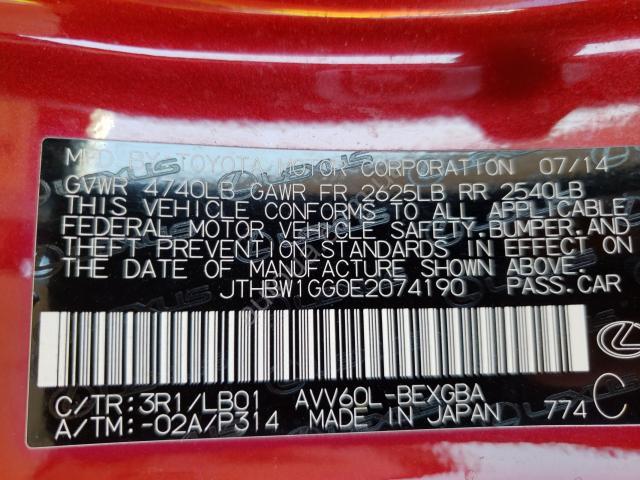 MFD BY: TOYOTA MOTOR CORPORATION 07/14
GVWR 4740LB GAWR FR 2625LB RR 2540LB
THIS VEHICLE CONFORMS TO ALL APPLICABLE
FEDERAL MOTOR VEHICLE SAFETY,BUMPER,AND
THEFT PREVENTION STANDARDS IN EFFECT ON
THE DATE OF MANUFACTURE SHOWN ABOVE.
JTHBW1GG0E2074190 PASS.CAR
C/TR:3R1/LB01 AVV60L-BEXGBA
A/TM:-02A/P314 MADE IN JAPAN 774 C